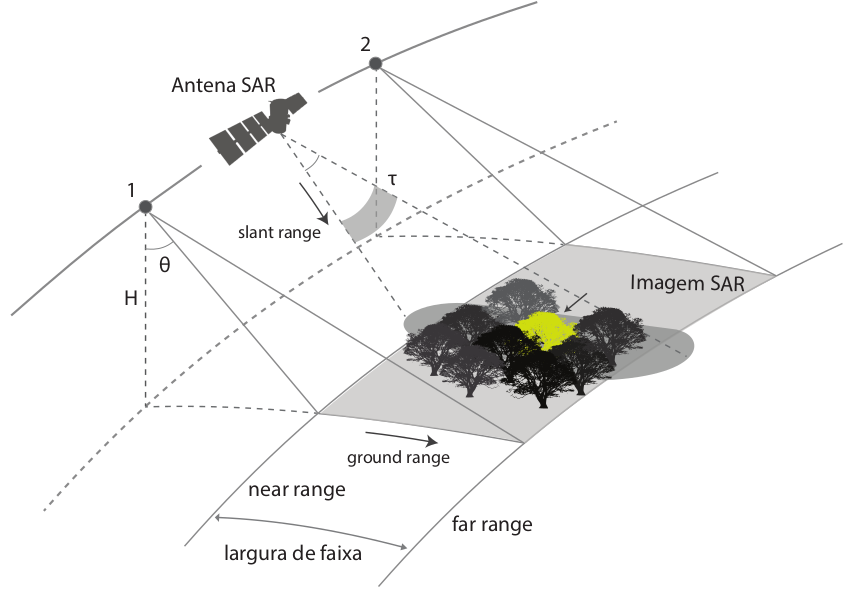 2
Antena SAR
1
τ
slant range
θ
H
Imagem SAR
ground range
near range
far range
largura de faixa